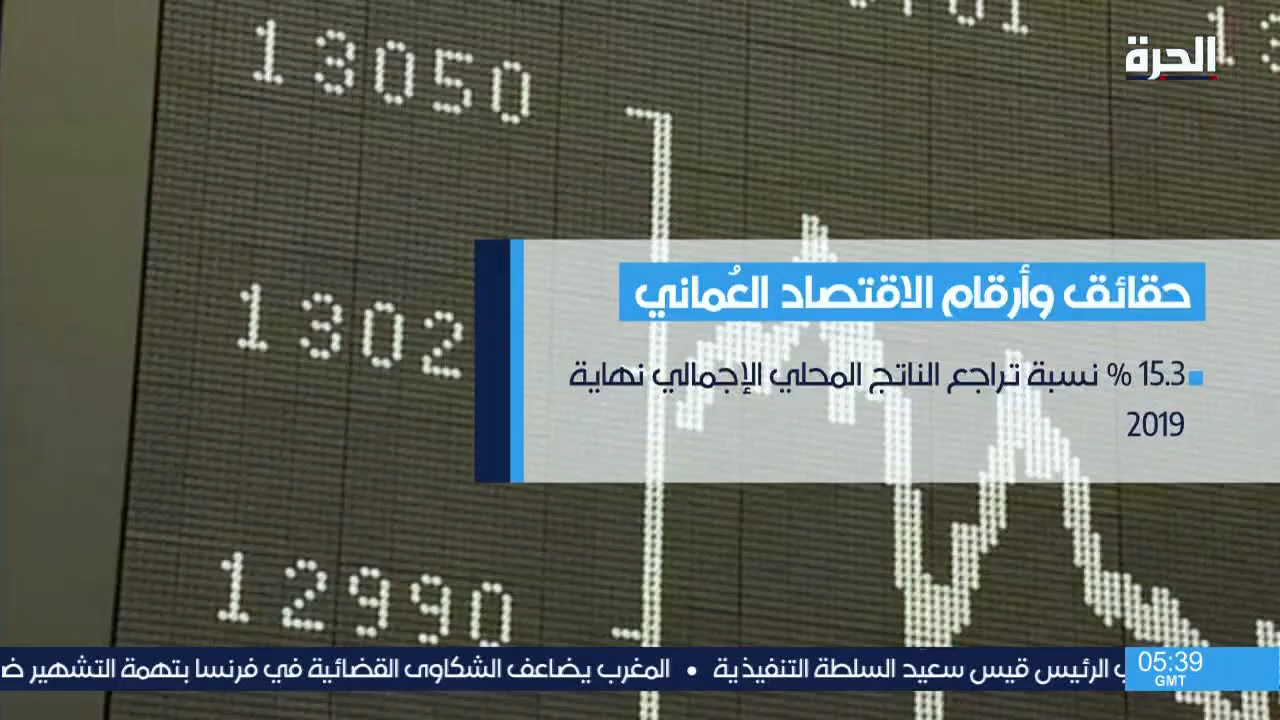 الحرة
13050
1302
12990
حقائق وأرقام الاقتصاد العُماني
15.3 % نسبة تراجع الناتج المحلي الإجمالي نهاية
2019
الرئيس قيس سعيد السلطة التنفيذية • المغرب يضاعف الشكاوى القضائية في فرنسا بتهمة التشهير
05:39
GMT